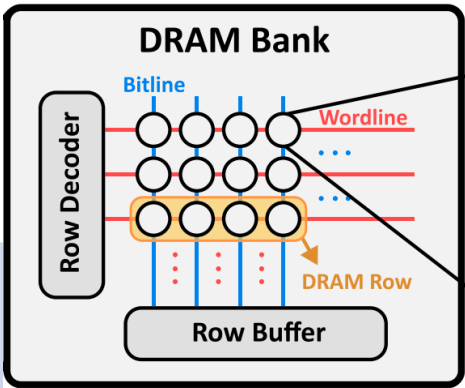 DRAM Bank
Bitline
Wordline
Row Decoder
DRAM Row
Row Buffer